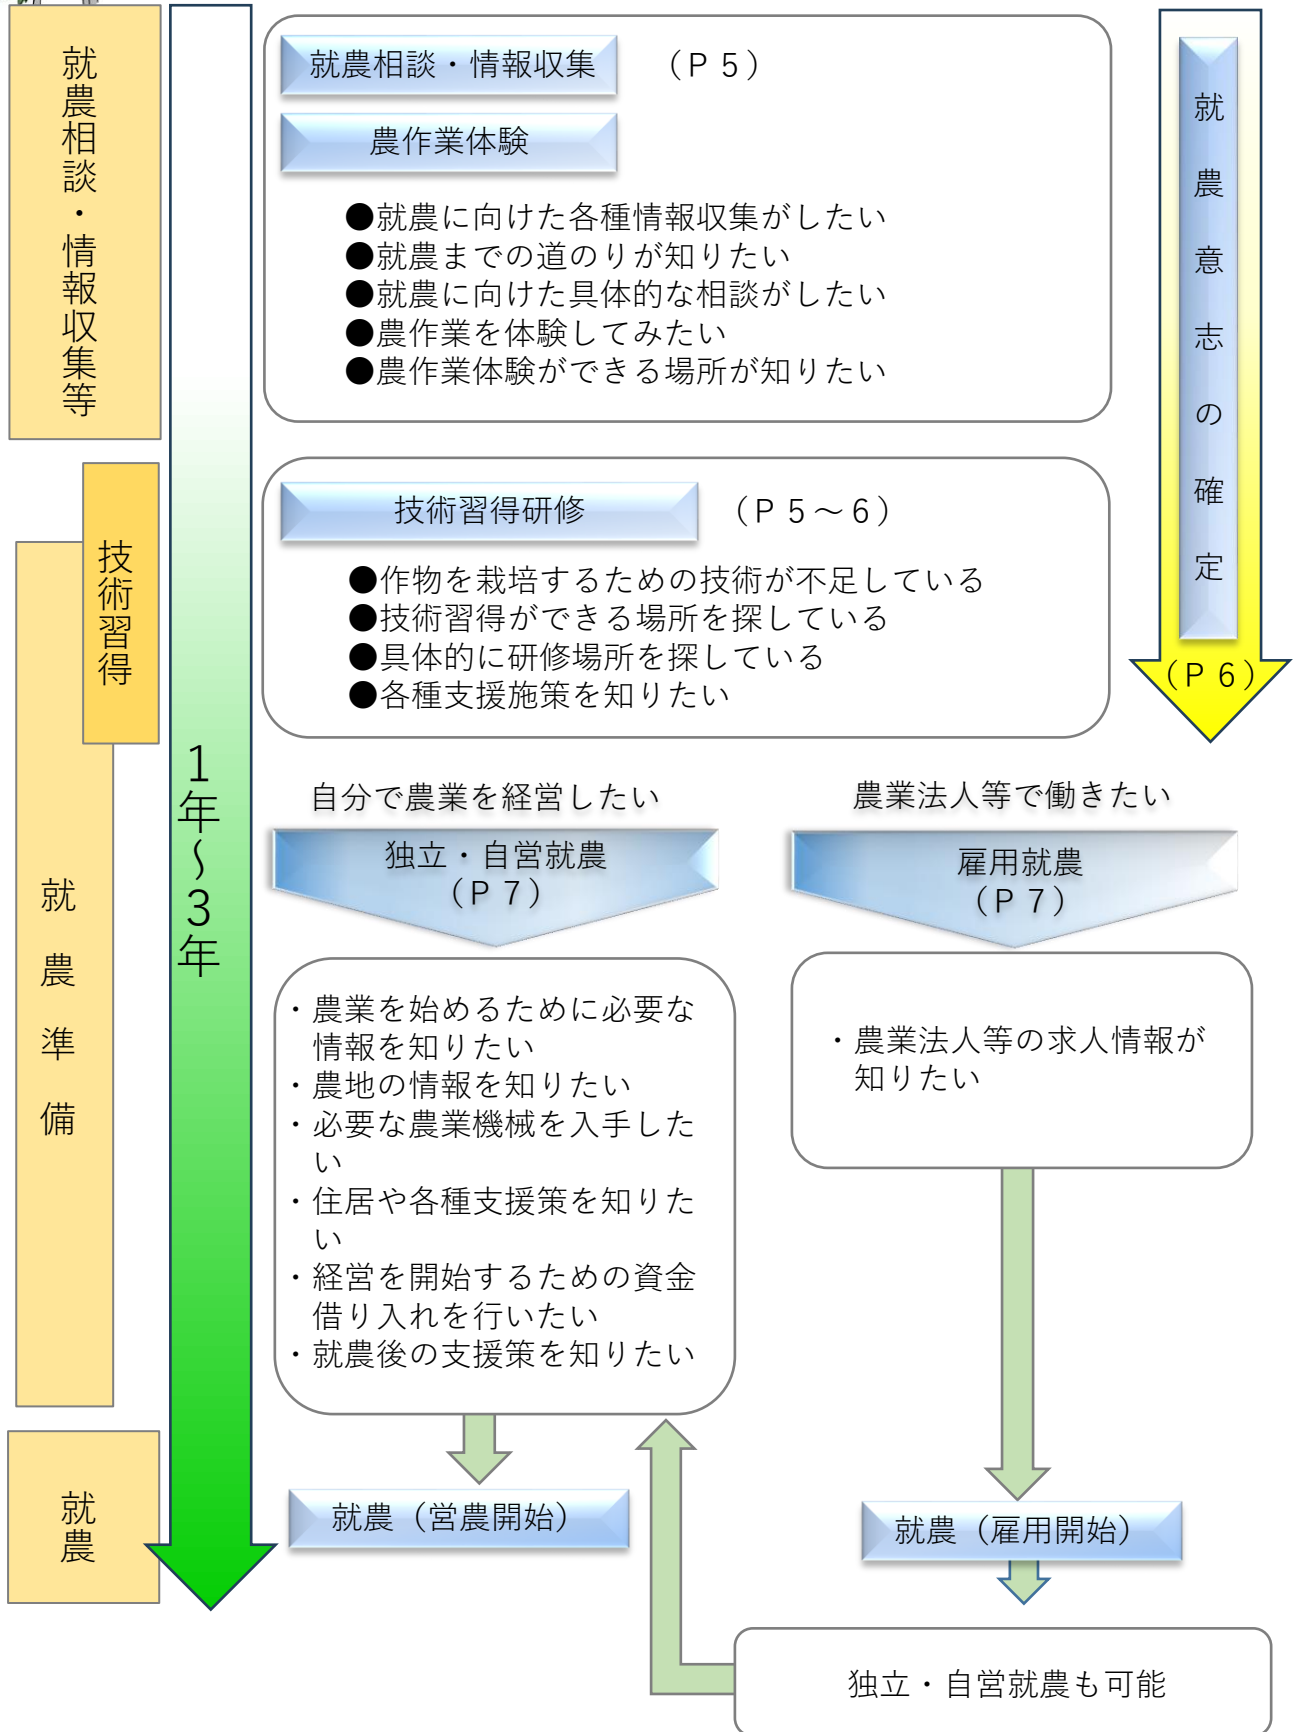 就農相談・情報収集等
就農相談・情報収集
（Ｐ５）
農作業体験
●就農に向けた各種情報収集がしたい
●就農までの道のりが知りたい
●就農に向けた具体的な相談がしたい
●農作業を体験してみたい
●農作業体験ができる場所が知りたい
就農意志の確定
（Ｐ６）
技術習得
技術習得研修
（Ｐ５～６）
●作物を栽培するための技術が不足している
●技術習得ができる場所を探している
●具体的に研修場所を探している
●各種支援施策を知りたい
1年～3年
就農準備
自分で農業を経営したい
独立・自営就農
（Ｐ７）
農業法人等で働きたい
雇用就農
（Ｐ７）
・農業を始めるために必要な
情報を知りたい
・農地の情報を知りたい
・必要な農業機械を入手した
い
・住居や各種支援策を知りた
い
・経営を開始するための資金
借り入れを行いたい
・就農後の支援策を知りたい
・農業法人等の求人情報が
知りたい
就農
就農（営農開始）
就農（雇用開始）
独立・自営就農も可能